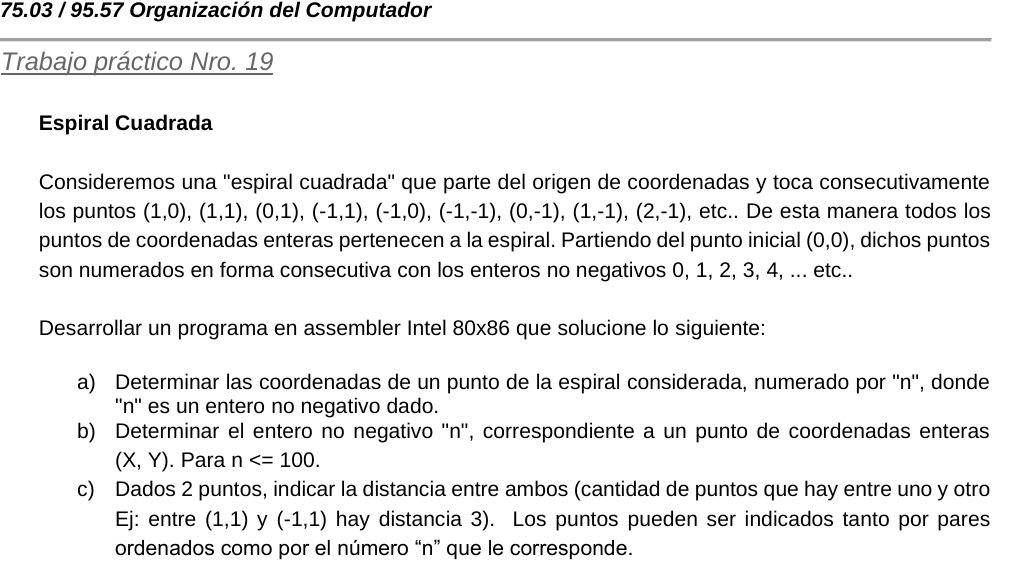 75.03 / 95.57 Organización del Computador
Trabajo práctico Nro. 19
Espiral Cuadrada
Consideremos una "espiral cuadrada" que parte del origen de coordenadas y toca consecutivamente
los puntos (1,0), (1,1), (0,1), (-1,1), (-1,0), (-1,-1), (0,-1), (1,-1), (2,-1), etc.. De esta manera todos los
puntos de coordenadas enteras pertenecen a la espiral. Partiendo del punto inicial (0,0), dichos puntos
son numerados en forma consecutiva con los enteros no negativos 0, 1, 2, 3, 4, ... etc..
Desarrollar un programa en assembler Intel 80x86 que solucione lo siguiente:
a) Determinar las coordenadas de un punto de la espiral considerada, numerado por "n", donde
"n" es un entero no negativo dado.
b) Determinar el entero no negativo "n", correspondiente a un punto de coordenadas enteras
(X, Y). Para n <= 100.
c) Dados 2 puntos, indicar la distancia entre ambos (cantidad de puntos que hay entre uno y otro
Ej: entre (1,1) y (-1,1) hay distancia 3). Los puntos pueden ser indicados tanto por pares
ordenados como por el número “n” que le corresponde.